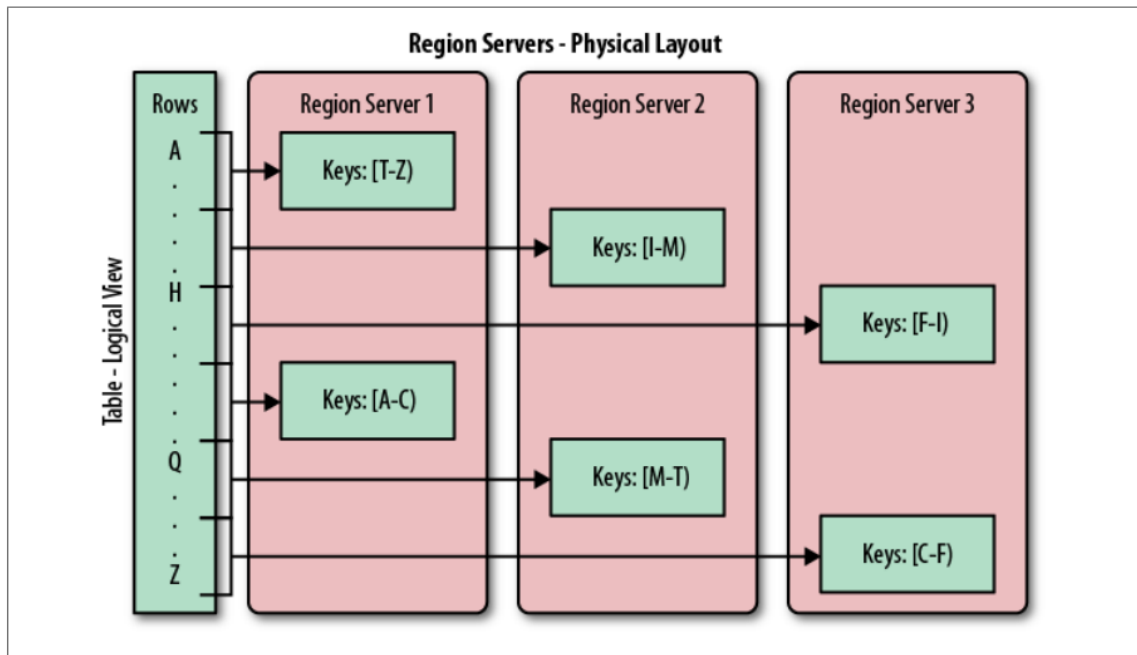 Region Servers - Physical Layout
Table - Logical View
Rows
A
.
.
.
.
H
.
.
.
.
Q
.
.
.
Z
Region Server 1
Keys: [T-Z)
Keys: [A-C)
Region Server 2
Keys: [I-M)
Keys: [M-T)
Region Server 3
Keys: [F-I)
Keys: [C-F)